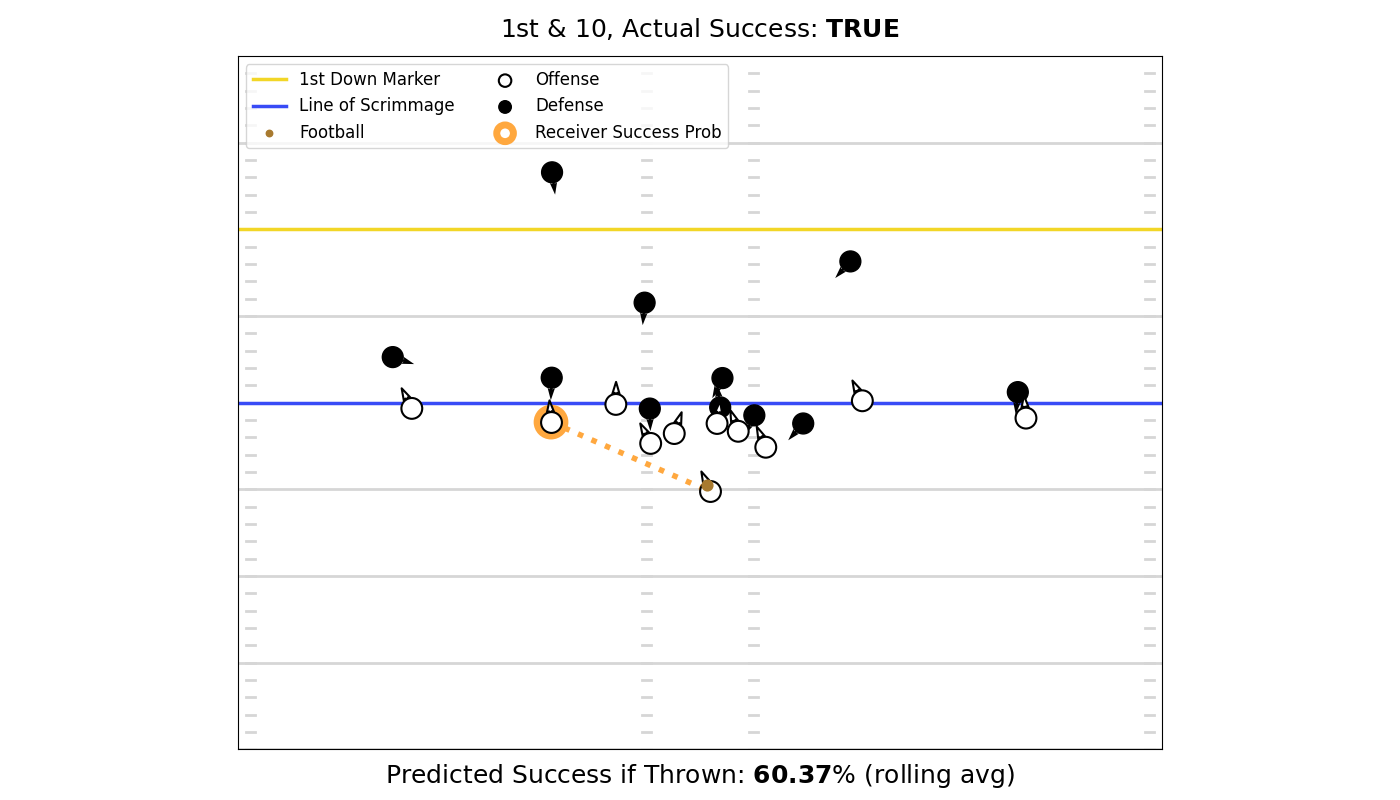 1st & 10, Actual Success: TRUE
1st Down Marker
Line of Scrimmage
Football
Offense
Defense
Receiver Success Prob
Predicted Success if Thrown: 60.37% (rolling avg)